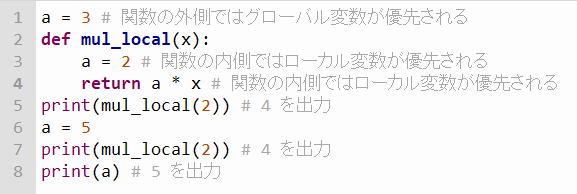 1 a = 3 # 関数の外側ではグローバル変数が優先される
2 def mul_local(x):
3     a = 2 # 関数の内側ではローカル変数が優先される
4     return a * x # 関数の内側ではローカル変数が優先される
5 print(mul_local(2)) # 4 を出力
6 a = 5
7 print(mul_local(2)) # 4 を出力
8 print(a) # 5 を出力